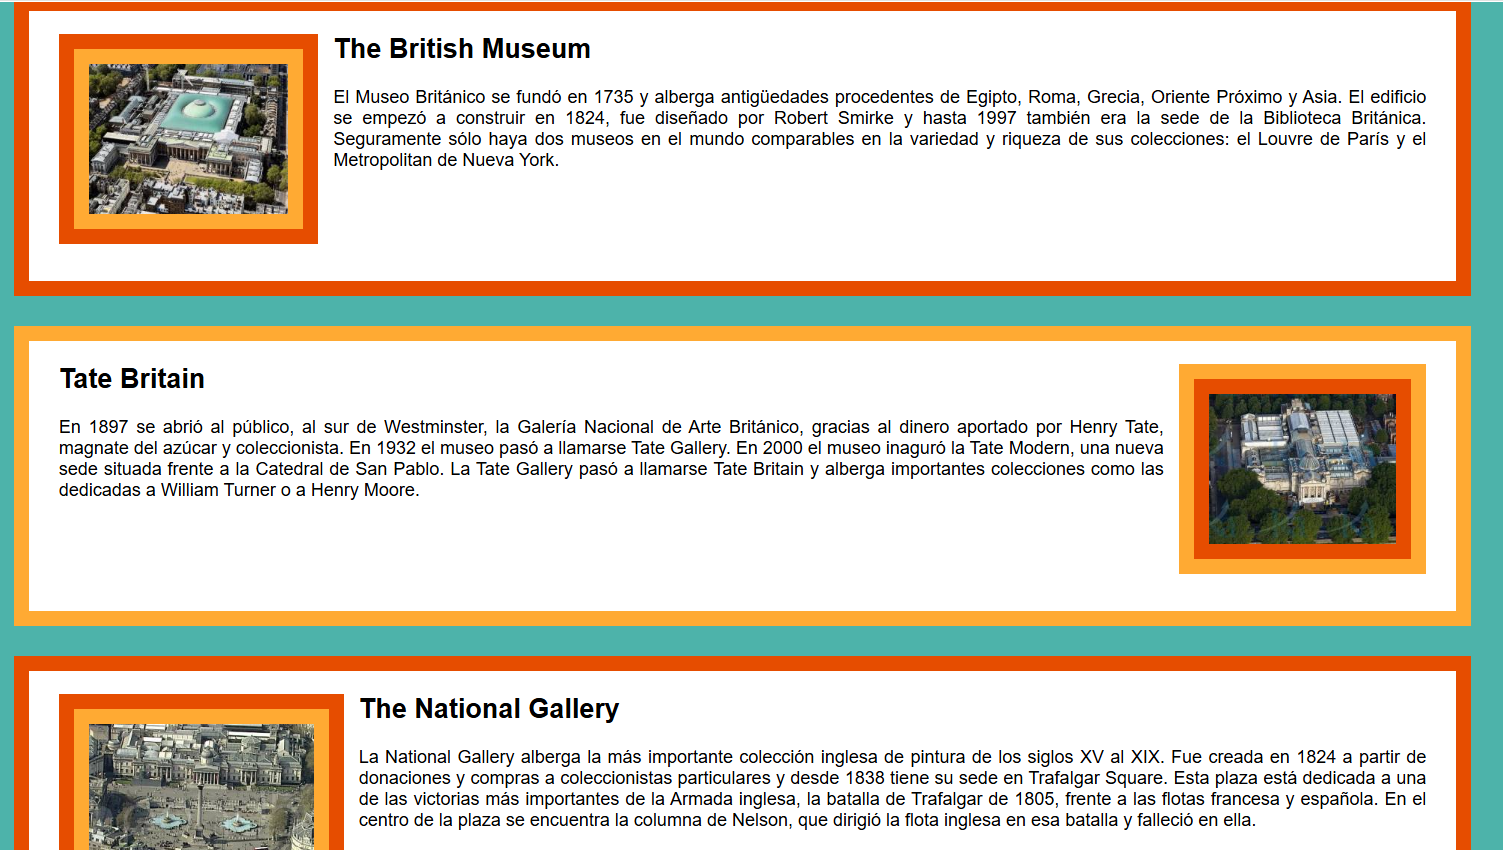 The British Museum
El Museo Británico se fundó en 1735 y alberga antigüedades procedentes de Egipto, Roma, Grecia, Oriente Próximo y Asia. El edificio
se empezó a construir en 1824, fue diseñado por Robert Smirke y hasta 1997 también era la sede de la Biblioteca Británica.
Seguramente sólo haya dos museos en el mundo comparables en la variedad y riqueza de sus colecciones: el Louvre de París y el
Metropolitan de Nueva York.
Tate Britain
En 1897 se abrió al público, al sur de Westminster, la Galería Nacional de Arte Británico, gracias al dinero aportado por Henry Tate,
magnate del azúcar y coleccionista. En 1932 el museo pasó a llamarse Tate Gallery. En 2000 el museo inaguró la Tate Modern, una nueva
sede situada frente a la Catedral de San Pablo. La Tate Gallery pasó a llamarse Tate Britain y alberga importantes colecciones como las
dedicadas a William Turner o a Henry Moore.
The National Gallery
La National Gallery alberga la más importante colección inglesa de pintura de los siglos XV al XIX. Fue creada en 1824 a partir de
donaciones y compras a coleccionistas particulares y desde 1838 tiene su sede en Trafalgar Square. Esta plaza está dedicada a una
de las victorias más importantes de la Armada inglesa, la batalla de Trafalgar de 1805, frente a las flotas francesa y española. En el
centro de la plaza se encuentra la columna de Nelson, que dirigió la flota inglesa en esa batalla y falleció en ella.